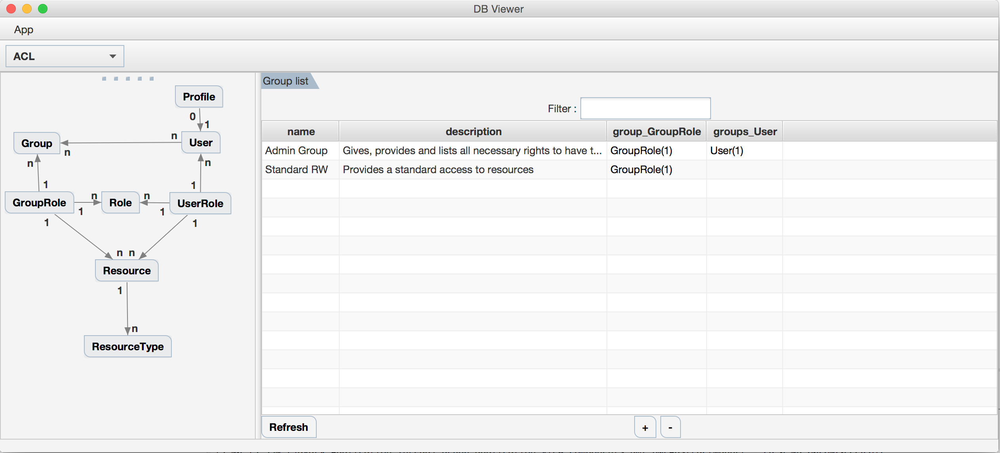 DB Viewer
App
ACL
Profile
0
1
Group
n
User
n
n
n
1
1
GroupRole
n
Role
n
UserRole
1
1
1
1
n n
Resource
1
n
ResourceType
Group list
Filter :
name description group_GroupRole groups_User
Admin Group Gives, provides and lists all necessary rights to have t... GroupRole(1) User(1)
Standard RW Provides a standard access to resources GroupRole(1)
Refresh + -